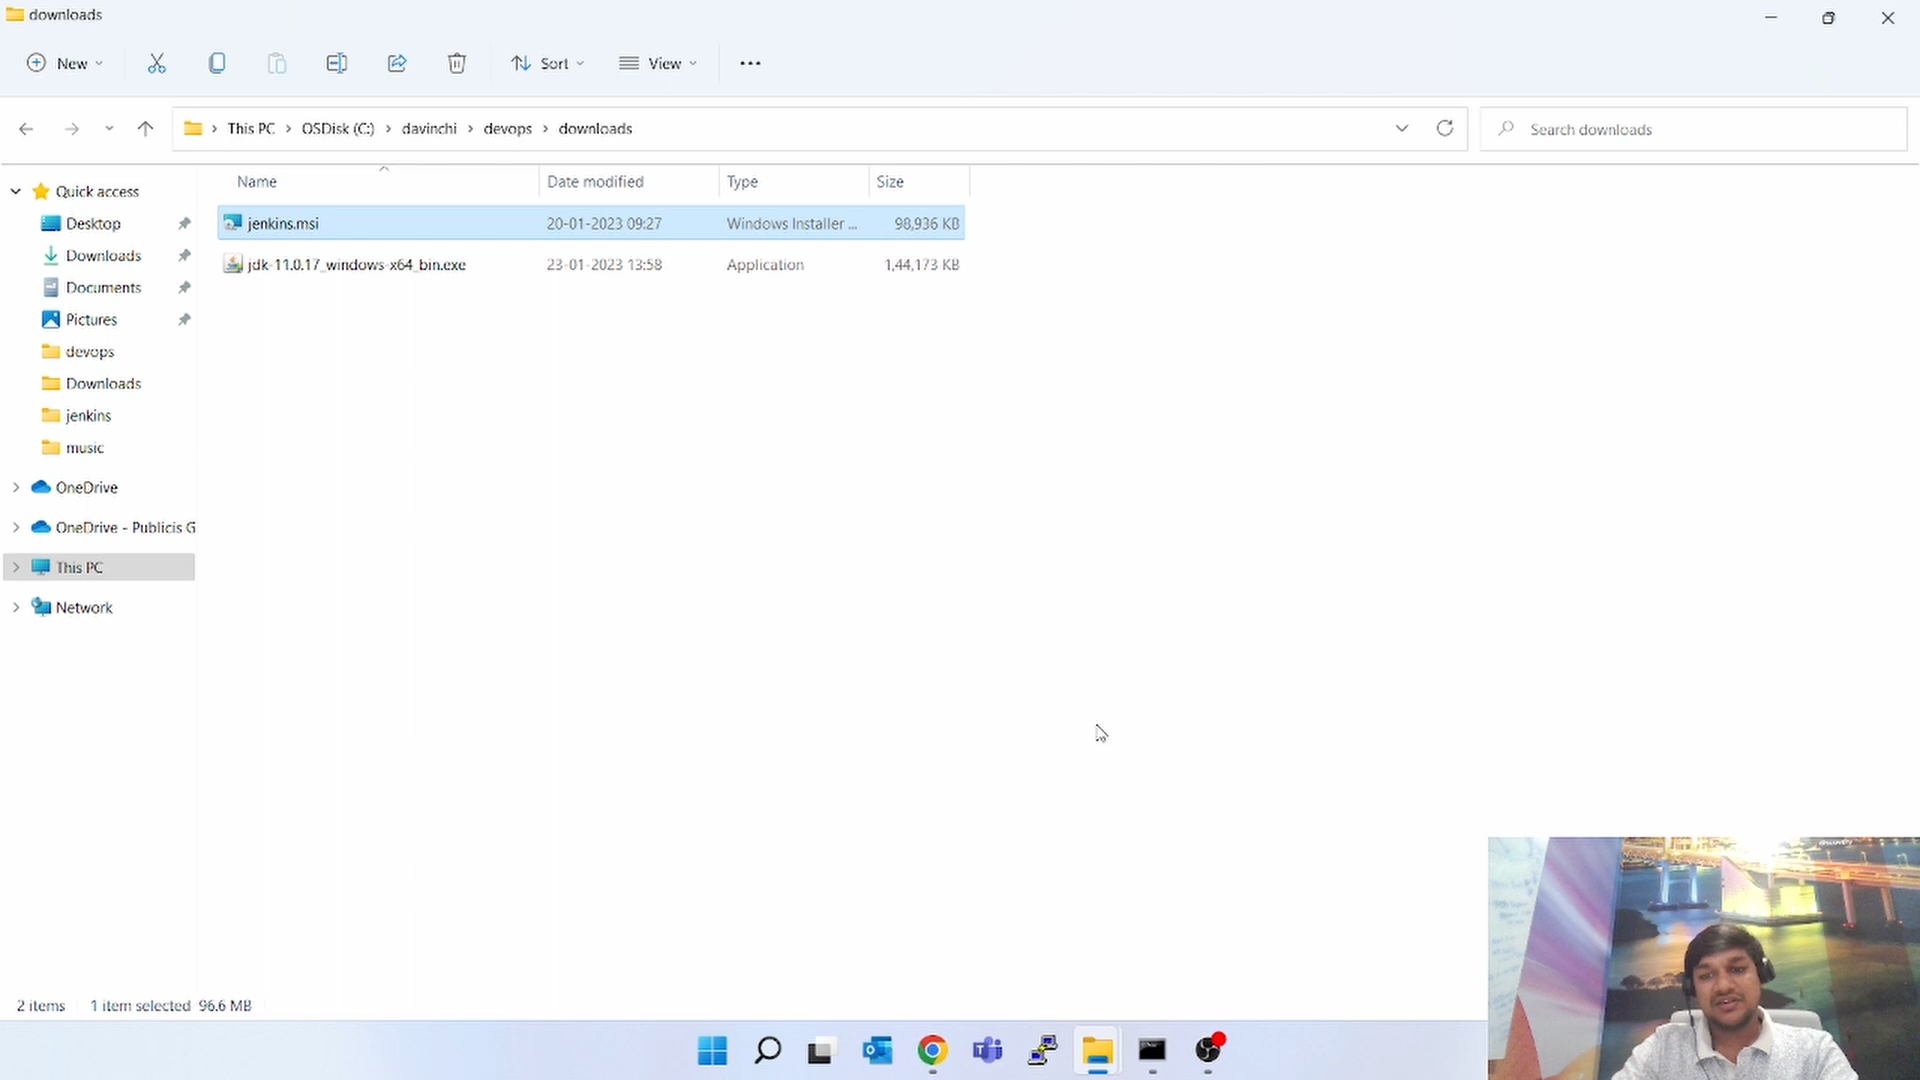 downloads
New
Sort
View
This PC
OSDisk (C:)
davinchi
devops
downloads
Search downloads
Name
Date modified
Type
Size
jenkins.msi
20-01-2023 09:27
Windows Installer ...
98,936 KB
jdk-11.0.17_windows-x64_bin.exe
23-01-2023 13:58
Application
1,44,173 KB
Quick access
Desktop
Downloads
Documents
Pictures
devops
Downloads
jenkins
music
OneDrive
OneDrive - Publicis G
This PC
Network
2 items
1 item selected 96.6 MB
discovery